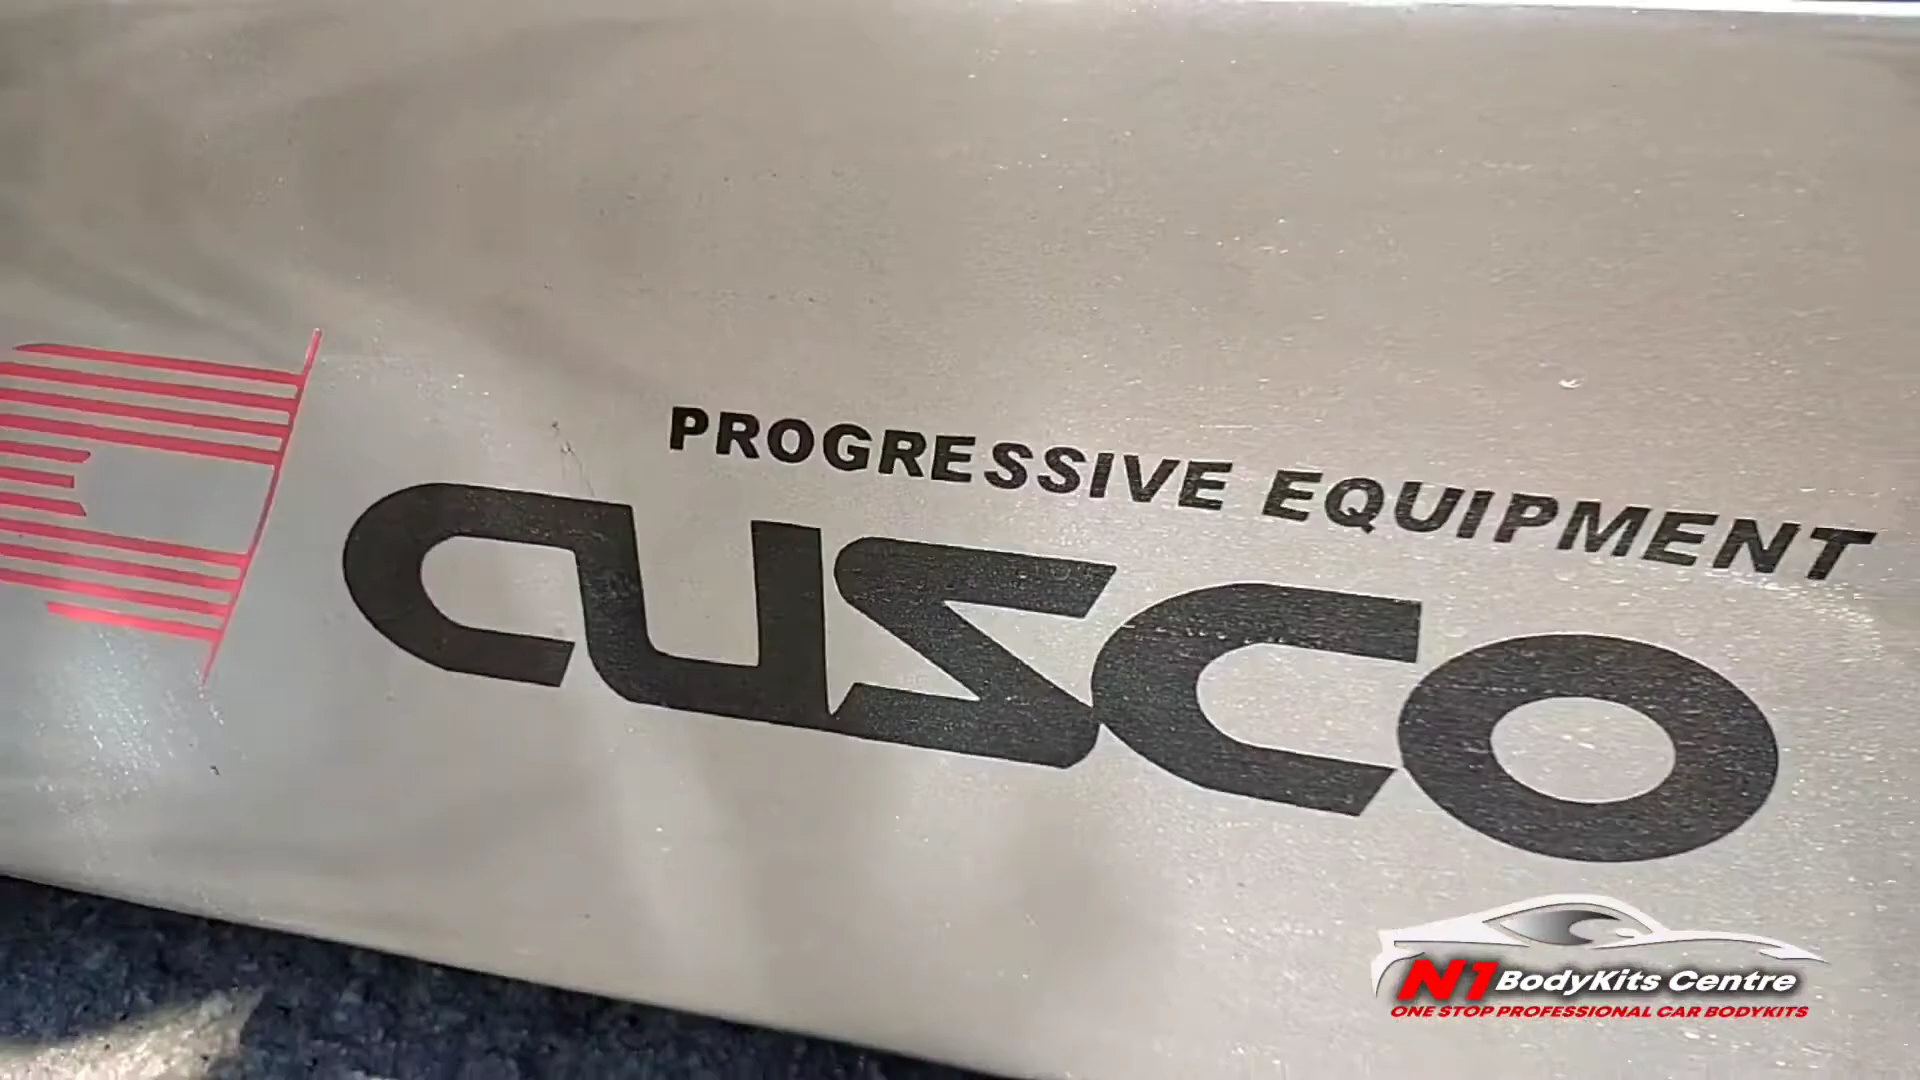 PROGRESSIVE EQUIPMENT
CUSCO
N1 BodyKits Centre
ONE STOP PROFESSIONAL CAR BODYKITS